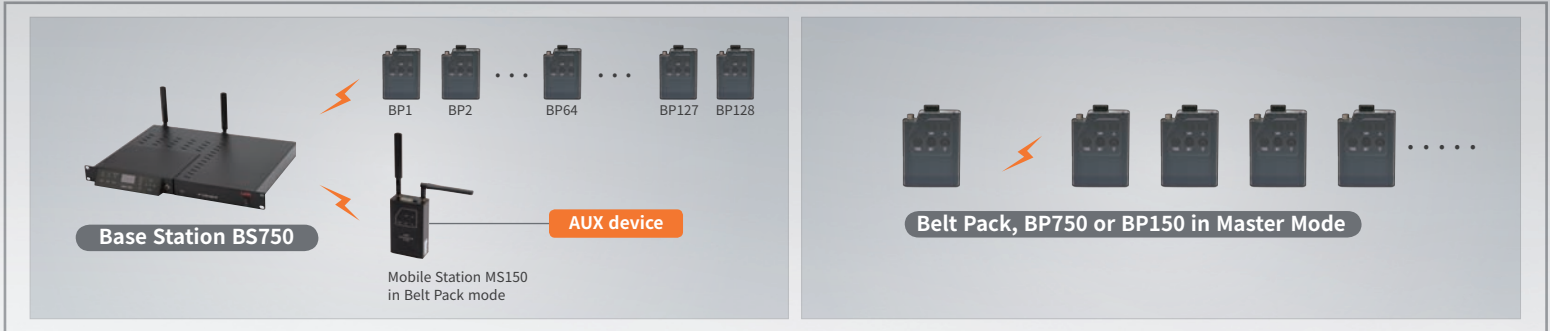 BP1
BP2
BP64
BP127
BP128
Base Station BS750
AUX device
Mobile Station MS150
in Belt Pack mode
Belt Pack, BP750 or BP150 in Master Mode